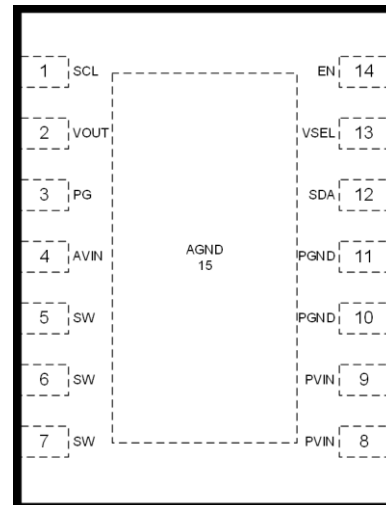 1 SCL EN 14
2 VOUT VSEL 13
3 PG SDA 12
4 AVIN AGND 15 PGND 11
5 SW PGND 10
6 SW PVIN 9
7 SW PVIN 8